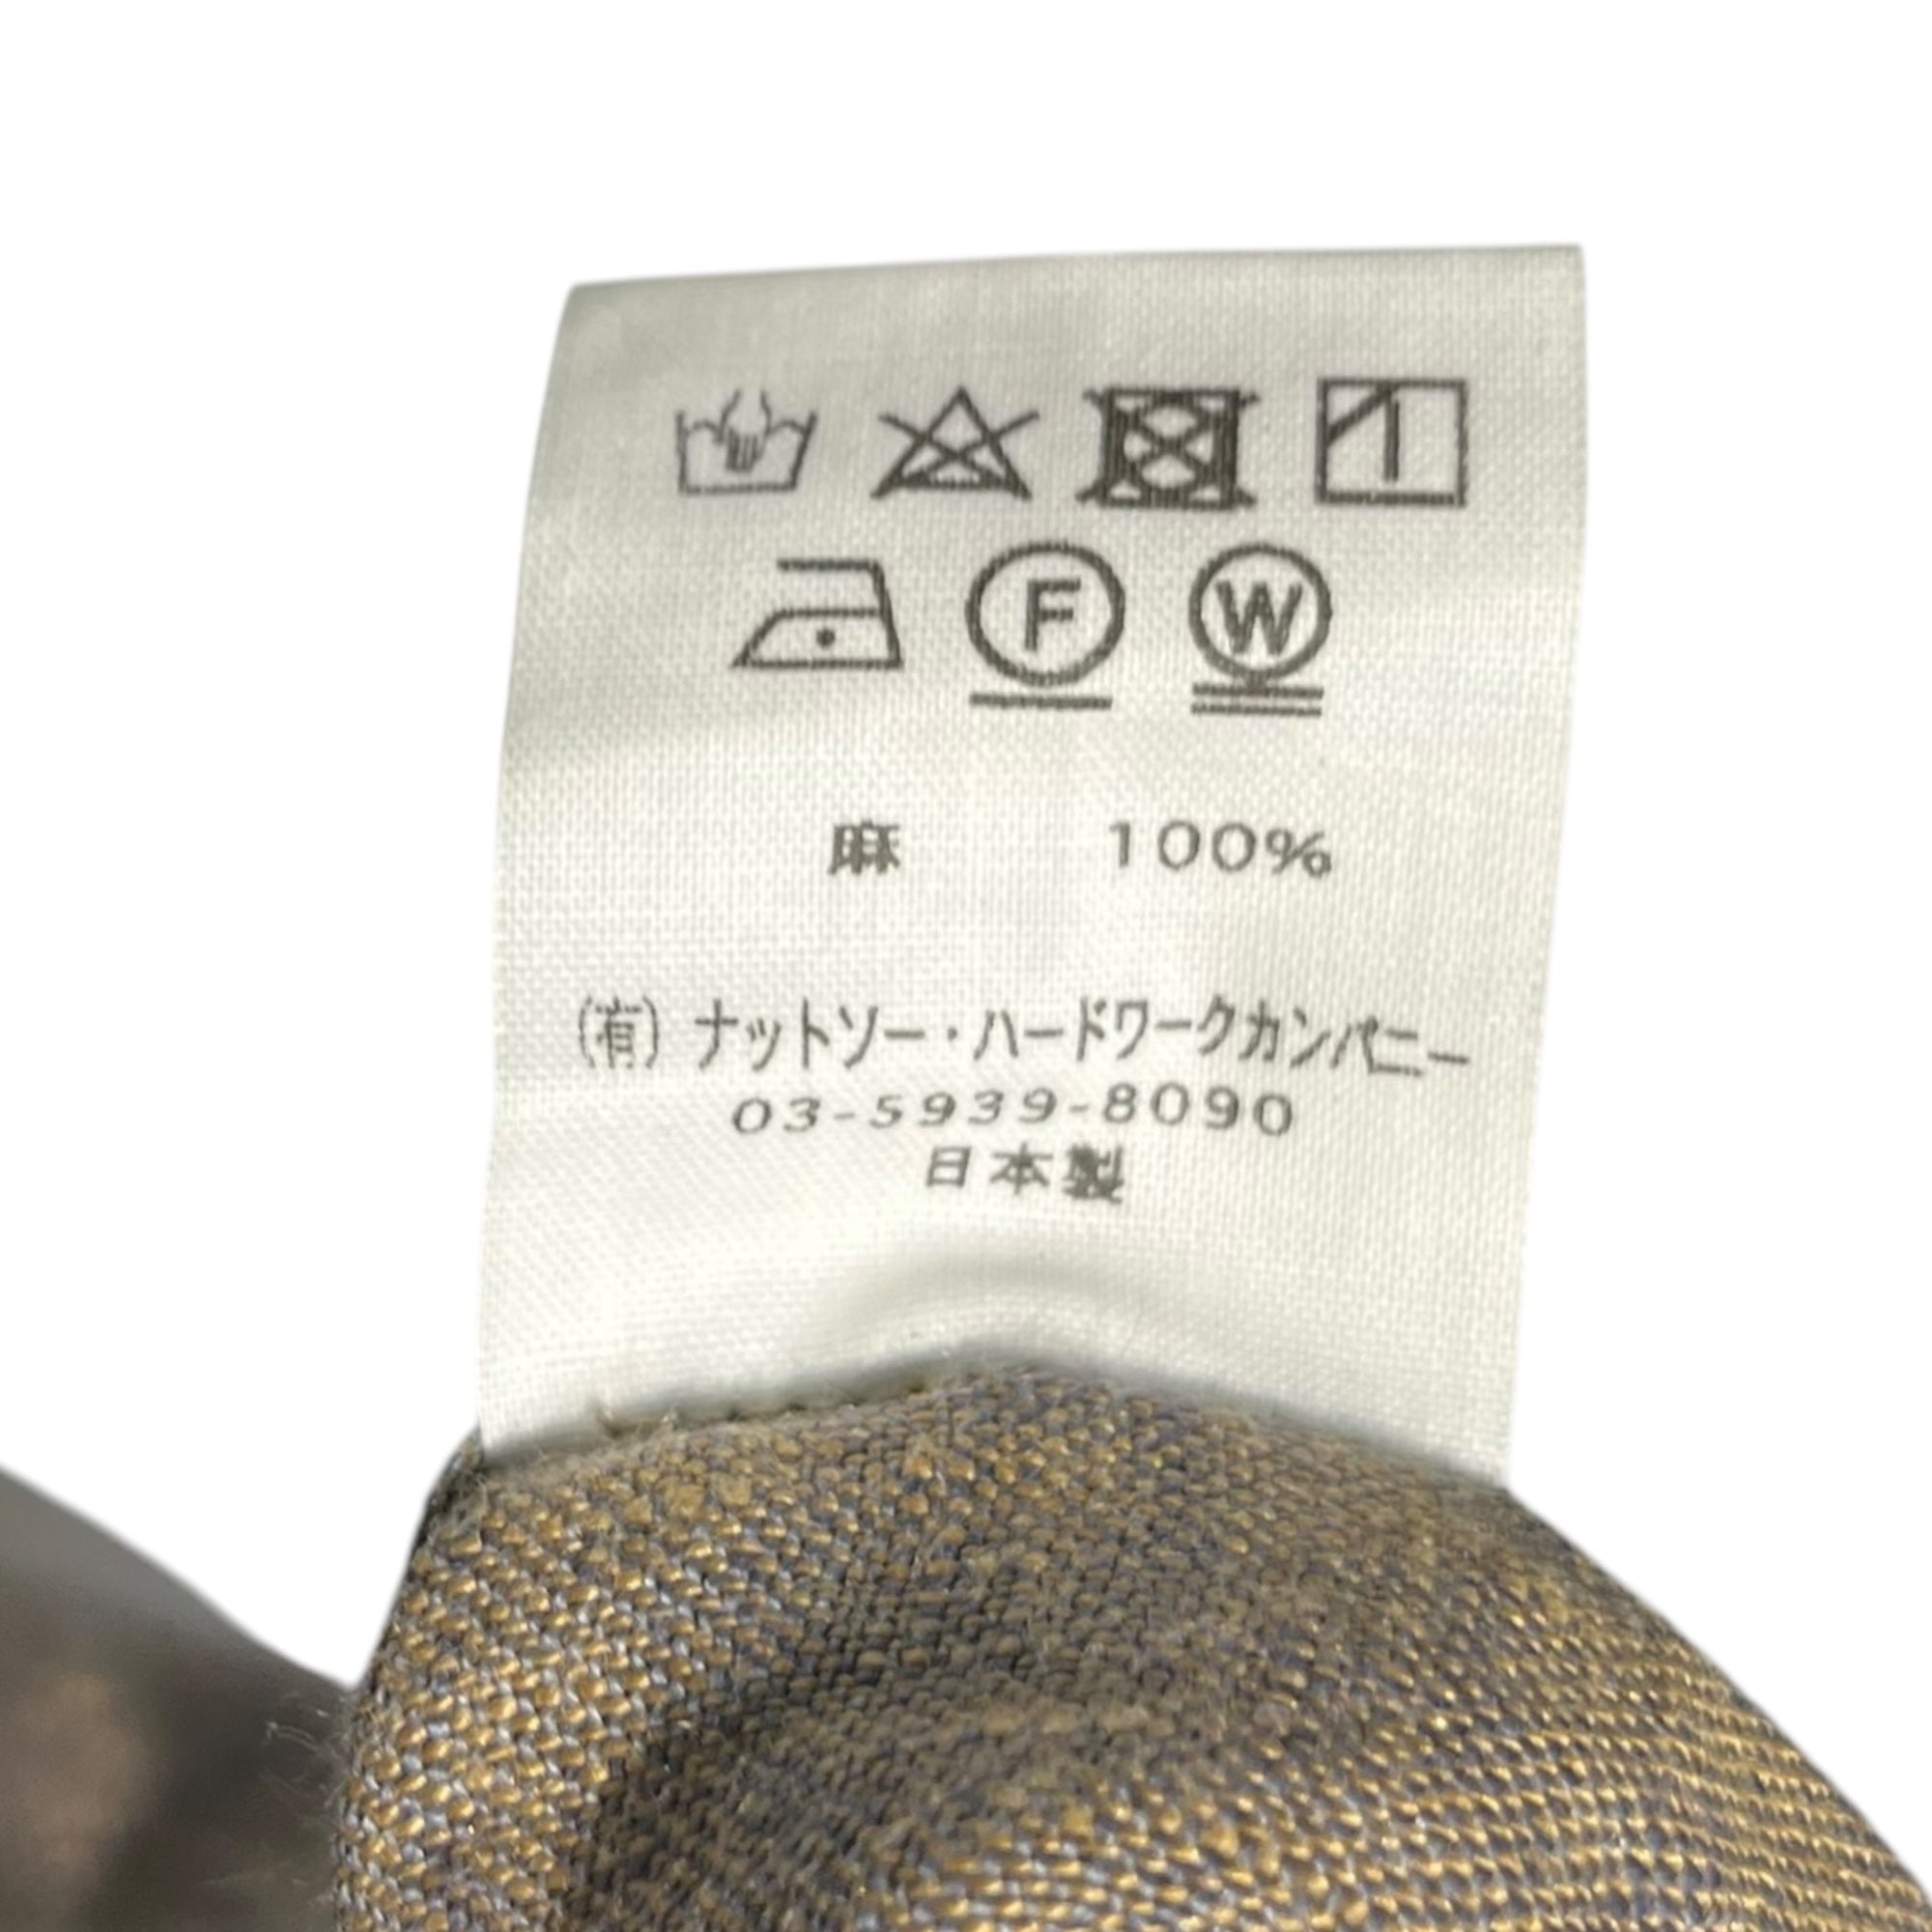 F W
麻 100%
(有) ナットソー・ハードワークカンパニー
03-5939-8090
日本製